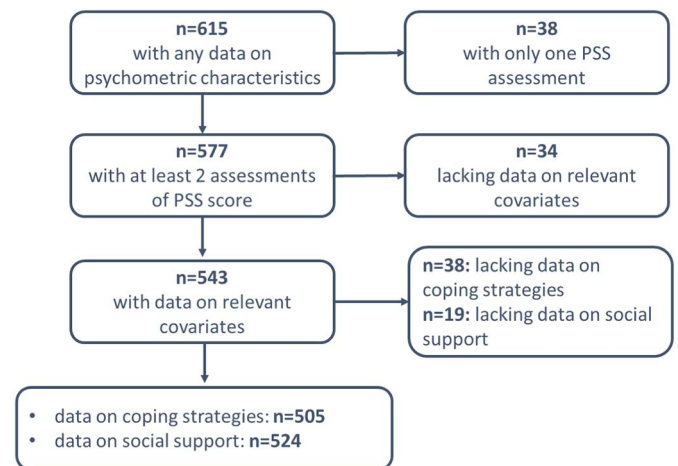 n=615
with any data on
psychometric characteristics
n=38
with only one PSS
assessment
n=577
with at least 2 assessments
of PSS score
n=34
lacking data on relevant
covariates
n=543
with data on relevant
covariates
n=38: lacking data on
coping strategies
n=19: lacking data on social
support
• data on coping strategies: n=505
• data on social support: n=524